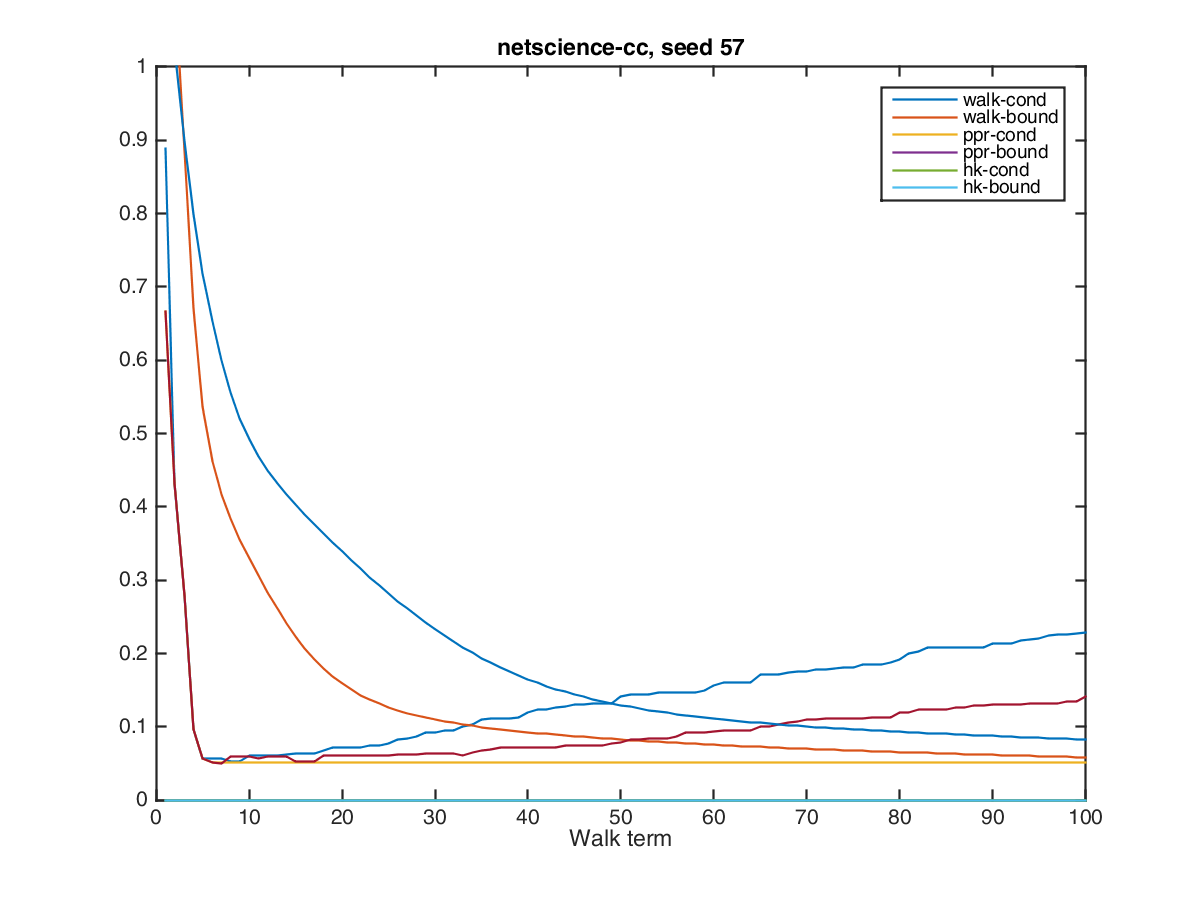 netscience-cc, seed 57
1
0.9
0.8
0.7
0.6
0.5
0.4
0.3
0.2
0.1
0
walk-cond
walk-bound
ppr-cond
ppr-bound
hk-cond
hk-bound
0 10 20 30 40 50 60 70 80 90 100
Walk term